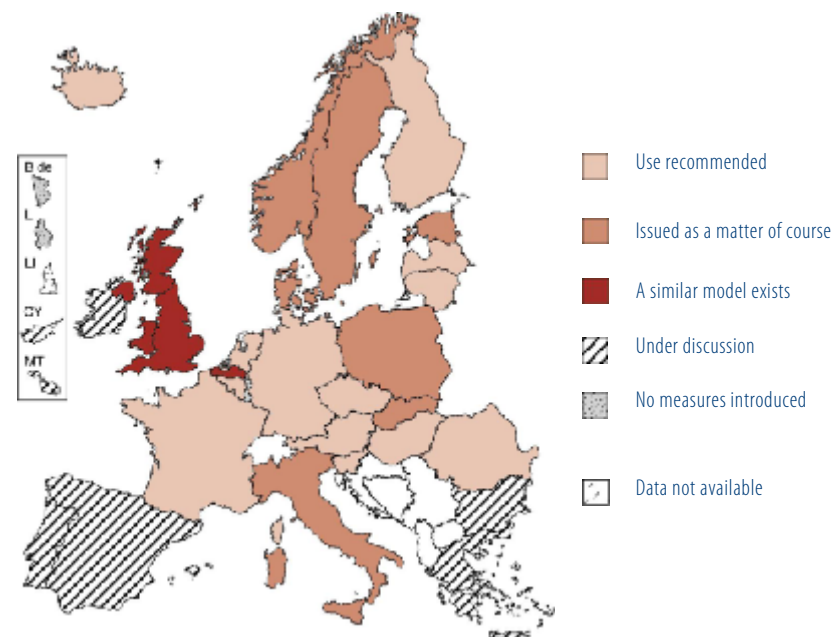 B de
L
LI
CY
MT
Use recommended
Issued as a matter of course
A similar model exists
Under discussion
No measures introduced
Data not available